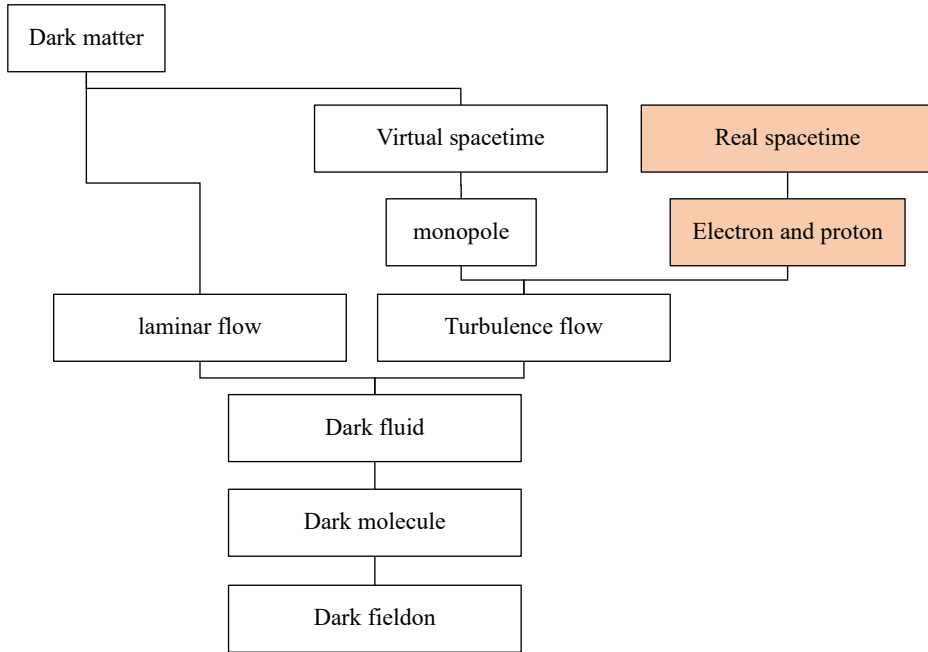 Dark matter
Virtual spacetime
Real spacetime
monopole
Electron and proton
laminar flow
Turbulence flow
Dark fluid
Dark molecule
Dark fieldon